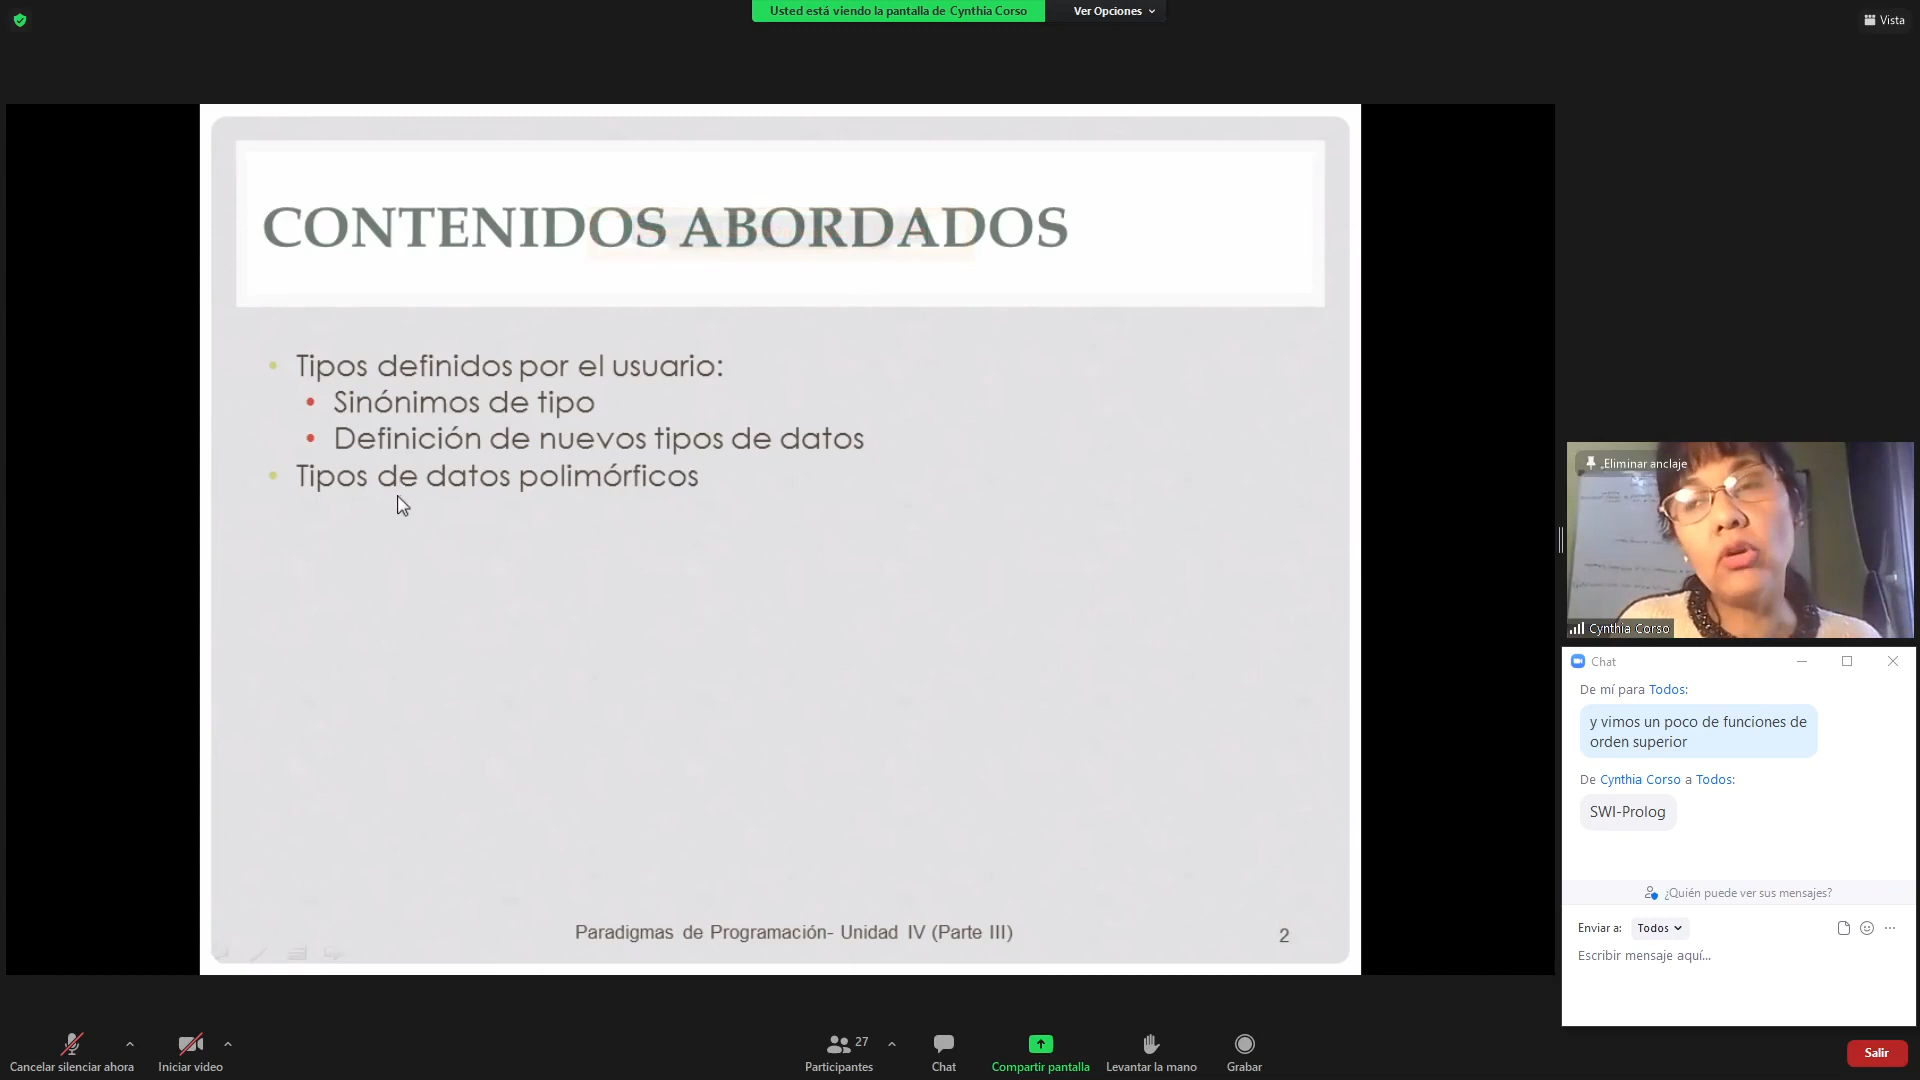 Usted está viendo la pantalla de Cynthia Corso
Ver Opciones
Vista
CONTENIDOS ABORDADOS
• Tipos definidos por el usuario:
• Sinónimos de tipo
• Definición de nuevos tipos de datos
• Tipos de datos polimórficos
Paradigmas de Programación- Unidad IV (Parte III)
2
Eliminar anclaje
Cynthia Corso
Chat
De mí para Todos:
y vimos un poco de funciones de
orden superior
De Cynthia Corso a Todos:
SWI-Prolog
¿Quién puede ver sus mensajes?
Enviar a: Todos
Escribir mensaje aquí...
Cancelar silenciar ahora
Iniciar video
27
Participantes
Chat
Compartir pantalla
Levantar la mano
Grabar
Salir